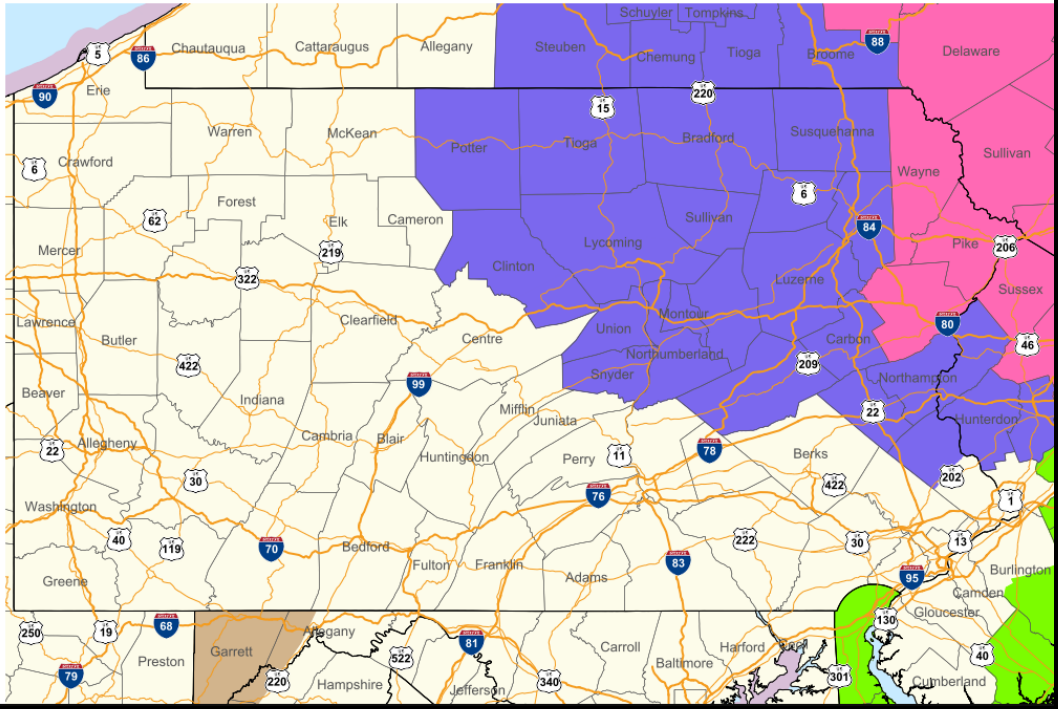 Schuyler Tompkins
5 86 Chautauqua Cattaraugus Allegany Steuben Chemung Tioga Broome 88 Delaware
90 Erie 15 220
Warren McKean Potter Tioga Bradford Susquehanna
6 Crawford Sullivan
Wayne
62 Forest Elk Cameron Sullivan 6
84
Mercer 219 Lycoming Pike 206
322 Clinton Luzerne Sussex
Lawrence Clearfield Union Montour 80
Butler Centre Carbon 46
422 Northumberland 209
99 Snyder Northampton
Beaver Indiana Mifflin 22
Juniata Hunterdon
22 Allegheny Cambria Blair
Huntingdon Perry 11 78 Berks
30 422 202
76 1
Washington
40 119 70 Bedford 222 30 13
Fulton Franklin 83 Burlington
Greene Adams 95
Camden
Gloucester
250 19 68 Allegany 130
Garrett 81 Carroll Harford Cecil
Preston 522 Baltimore 40
79 220 Hampshire Jefferson 340 301 Cumberland